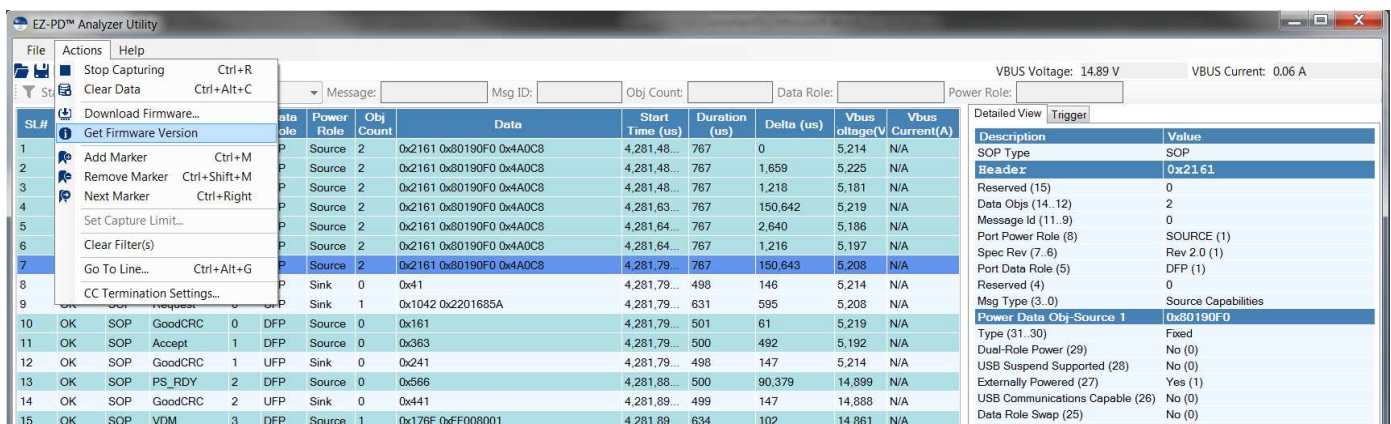 EZ-PD™ Analyzer Utility
File Actions Help
VBUS Voltage: 14.89 V VBUS Current: 0.06 A
Stop Capturing Ctrl+R
Clear Data Ctrl+Alt+C
Download Firmware...
Get Firmware Version
Add Marker Ctrl+M
Remove Marker Ctrl+Shift+M
Next Marker Ctrl+Right
Set Capture Limit...
Clear Filter(s)
Go To Line... Ctrl+Alt+G
CC Termination Settings...
Message: Msg ID: Obj Count: Data Role: Power Role:
SL# Power Role Obj Count Data Start Time (us) Duration (us) Delta (us) Vbus oltage(V Vbus Current(A)
1 P Source 2 0x2161 0x80190F0 0x4A0C8 4,281,48... 767 0 5,214 N/A
2 P Source 2 0x2161 0x80190F0 0x4A0C8 4,281,48... 767 1,659 5,225 N/A
3 P Source 2 0x2161 0x80190F0 0x4A0C8 4,281,48... 767 1,218 5,181 N/A
4 P Source 2 0x2161 0x80190F0 0x4A0C8 4,281,63... 767 150,642 5,219 N/A
5 P Source 2 0x2161 0x80190F0 0x4A0C8 4,281,64... 767 2,640 5,186 N/A
6 P Source 2 0x2161 0x80190F0 0x4A0C8 4,281,64... 767 1,216 5,197 N/A
7 P Source 2 0x2161 0x80190F0 0x4A0C8 4,281,79... 767 150,643 5,208 N/A
8 P Sink 0 0x41 4,281,79... 498 146 5,214 N/A
9 Sink 1 0x1042 0x2201685A 4,281,79... 631 595 5,208 N/A
10 OK SOP GoodCRC 0 DFP Source 0 0x161 4,281,79... 501 61 5,219 N/A
11 OK SOP Accept 1 DFP Source 0 0x363 4,281,79... 500 492 5,192 N/A
12 OK SOP GoodCRC 1 UFP Sink 0 0x241 4,281,79... 498 147 5,214 N/A
13 OK SOP PS_RDY 2 DFP Source 0 0x566 4,281,88... 500 90,379 14,899 N/A
14 OK SOP GoodCRC 2 UFP Sink 0 0x441 4,281,89... 499 147 14,888 N/A
15 OK SOP VDM 3 DFP Source 1 0x176F 0xFF008001 4,281,89... 634 102 14,861 N/A
Detailed View Trigger
Description Value
SOP Type SOP
Header 0x2161
Reserved (15) 0
Data Objs (14..12) 2
Message Id (11..9) 0
Port Power Role (8) SOURCE (1)
Spec Rev (7..6) Rev 2.0 (1)
Port Data Role (5) DFP (1)
Reserved (4) 0
Msg Type (3..0) Source Capabilities
Power Data Obj-Source 1 0x80190F0
Type (31..30) Fixed
Dual-Role Power (29) No (0)
USB Suspend Supported (28) No (0)
Externally Powered (27) Yes (1)
USB Communications Capable (26) No (0)
Data Role Swap (25) No (0)